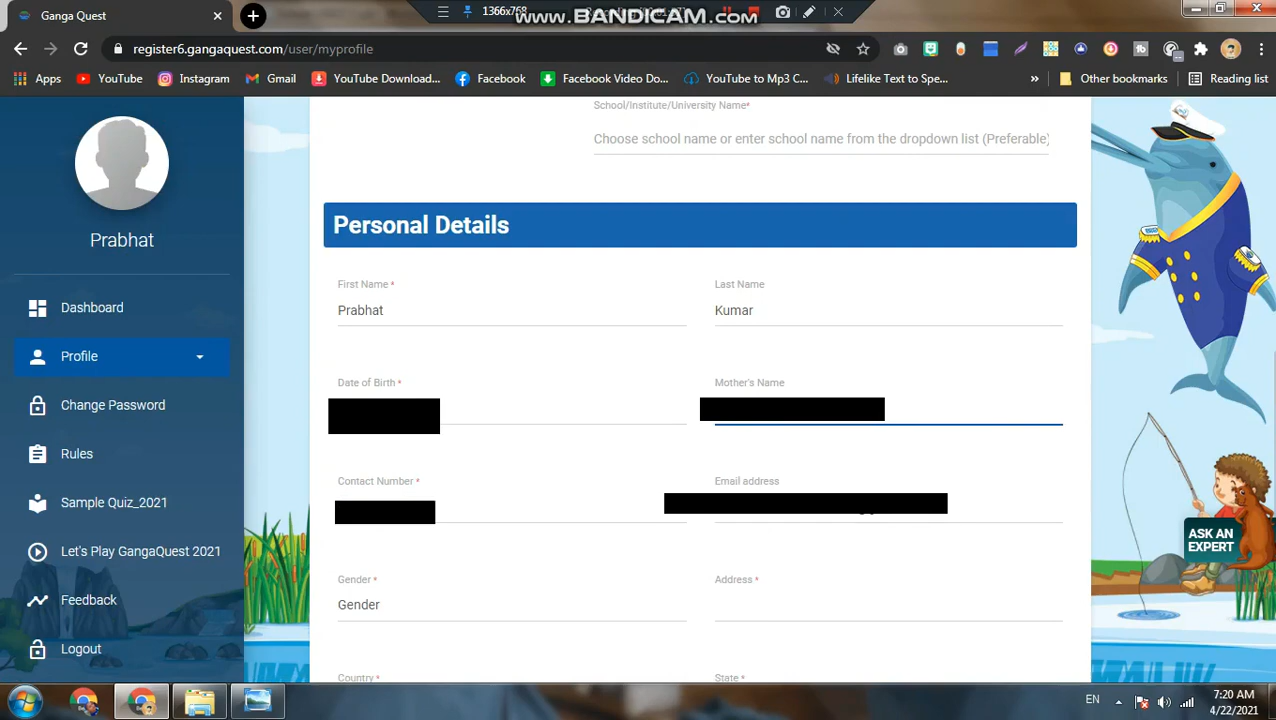 Ganga Quest
1366x768
www.BANDICAM.com
register6.gangaquest.com/user/myprofile
Apps
YouTube
Instagram
Gmail
YouTube Download...
Facebook
Facebook Video Do...
YouTube to Mp3 C...
Lifelike Text to Spe...
»
Other bookmarks
Reading list
Prabhat
Dashboard
Profile
Change Password
Rules
Sample Quiz_2021
Let's Play GangaQuest 2021
Feedback
Logout
School/Institute/University Name*
Choose school name or enter school name from the dropdown list (Preferable)
Personal Details
First Name *
Last Name
Prabhat
Kumar
Date of Birth *
Mother's Name
Contact Number *
Email address
Gender *
Address *
Gender
Country *
State *
ASK AN
EXPERT
EN
7:20 AM
4/22/2021